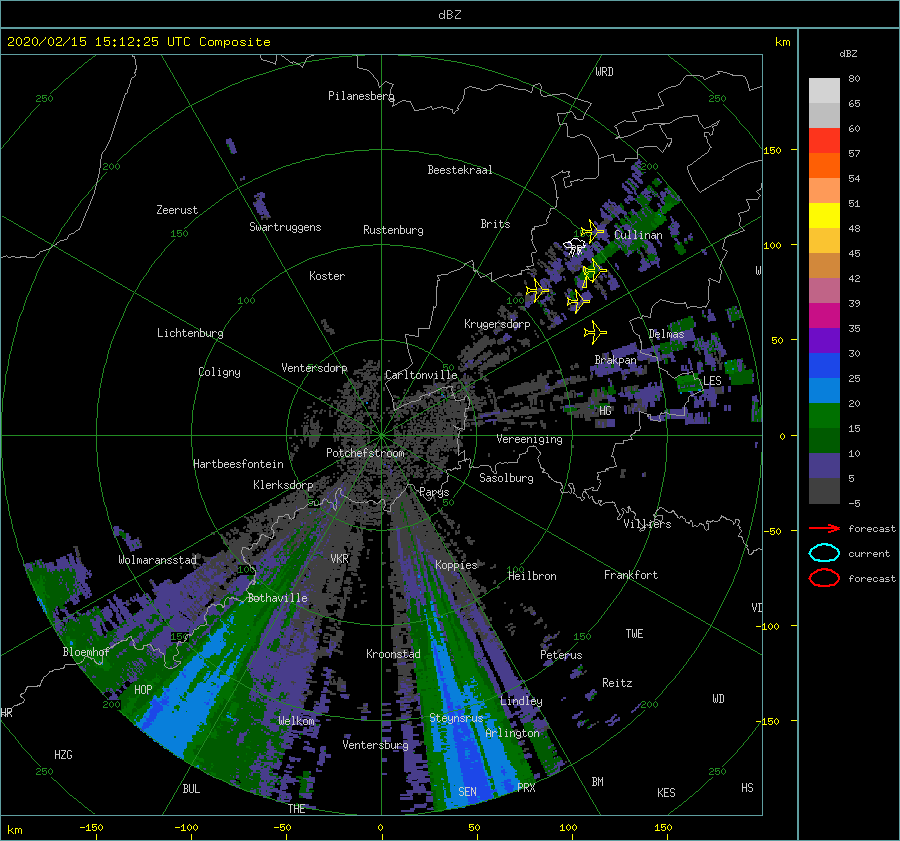 dBZ
2020/02/15 15:12:25 UTC Composite
km
dBZ
80
65
60
57
54
51
48
45
42
39
35
30
25
20
15
10
5
-5
forecast
current
forecast
WRD
250
250
Pilanesberg
150
200
200
Beestekraal
Zeerust
Swartruggens
Rustenburg
Brits
Cullinan
150
100
Koster
100
100
Krugersdorp
Lichtenburg
Delmas
50
Ventersdorp
Carltonville
Brakpan
Coligny
LES
HG
Vereeniging
0
Potchefstroom
Hartbeesfontein
Klerksdorp
Sasolburg
Parys
50
50
Villiers
-50
Wolmaransstad
VKR
Koppies
100
100
Heilbron
Frankfort
Bothaville
-100
150
150
TWE
Bloemhof
Kroonstad
Peterus
HOP
Reitz
WD
Lindley
200
200
HR
Welkom
Steynsrus
-150
Arlington
Ventersburg
HZG
250
250
BUL
SEN
PRX
BM
KES
HS
THE
km
-150
-100
-50
0
50
100
150